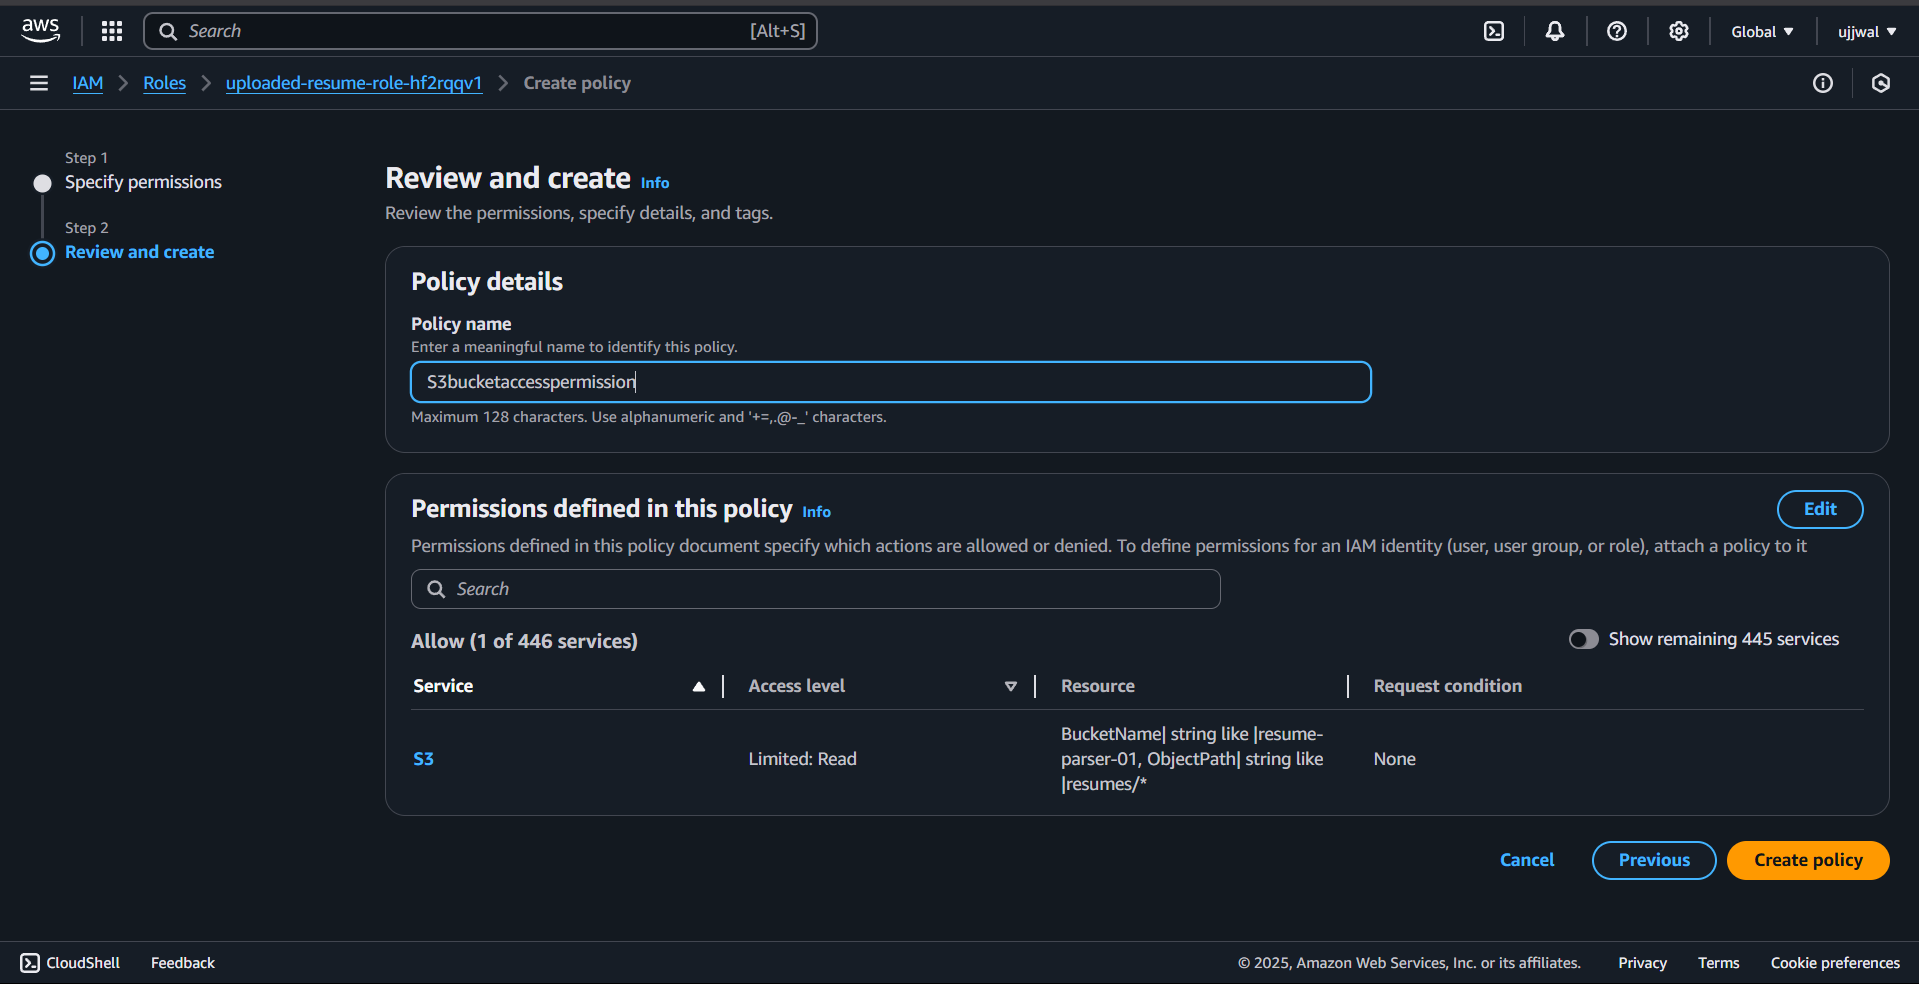 aws
Search [Alt+S]
Global
ujjwal
IAM
Roles
uploaded-resume-role-hf2rqqv1
Create policy
Step 1
Specify permissions
Step 2
Review and create
Review and create Info
Review the permissions, specify details, and tags.
Policy details
Policy name
Enter a meaningful name to identify this policy.
S3bucketaccesspermission
Maximum 128 characters. Use alphanumeric and '+=,.@-_' characters.
Permissions defined in this policy Info
Edit
Permissions defined in this policy document specify which actions are allowed or denied. To define permissions for an IAM identity (user, user group, or role), attach a policy to it
Search
Allow (1 of 446 services)
Show remaining 445 services
Service
Access level
Resource
Request condition
S3
Limited: Read
BucketName| string like |resume-
parser-01, ObjectPath| string like
|resumes/*
None
Cancel
Previous
Create policy
CloudShell
Feedback
© 2025, Amazon Web Services, Inc. or its affiliates.
Privacy
Terms
Cookie preferences